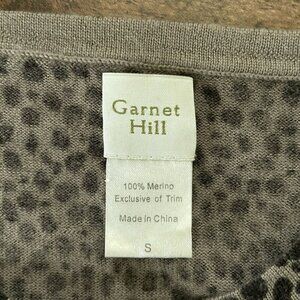 Garnet
Hill
100% Merino
Exclusive of Trim
Made in China
S